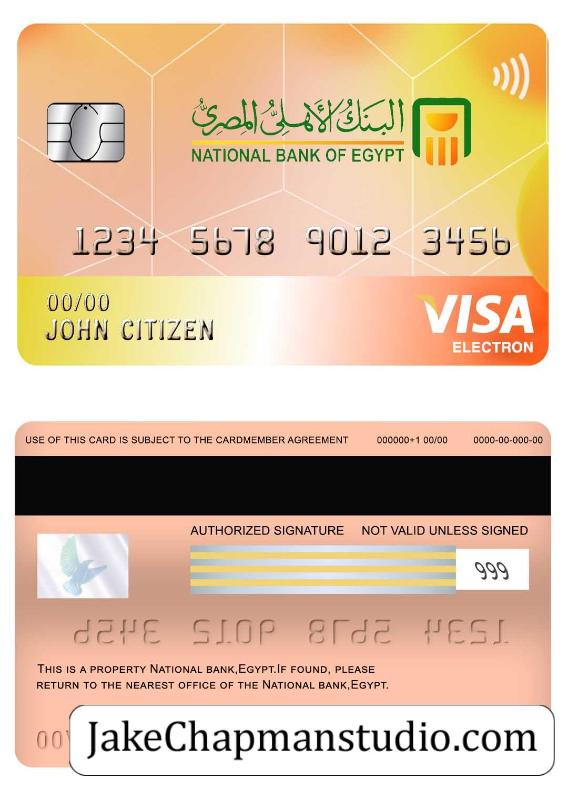 البنك الأهلي المصري
NATIONAL BANK OF EGYPT
1234 5678 9012 3456
00/00
JOHN CITIZEN
VISA
ELECTRON
USE OF THIS CARD IS SUBJECT TO THE CARDMEMBER AGREEMENT 000000+1 00/00 0000-00-000-00
AUTHORIZED SIGNATURE NOT VALID UNLESS SIGNED
999
1234 5678 9012 3456
THIS IS A PROPERTY NATIONAL BANK,EGYPT.IF FOUND, PLEASE
RETURN TO THE NEAREST OFFICE OF THE NATIONAL BANK,EGYPT.
00
JakeChapmanstudio.com